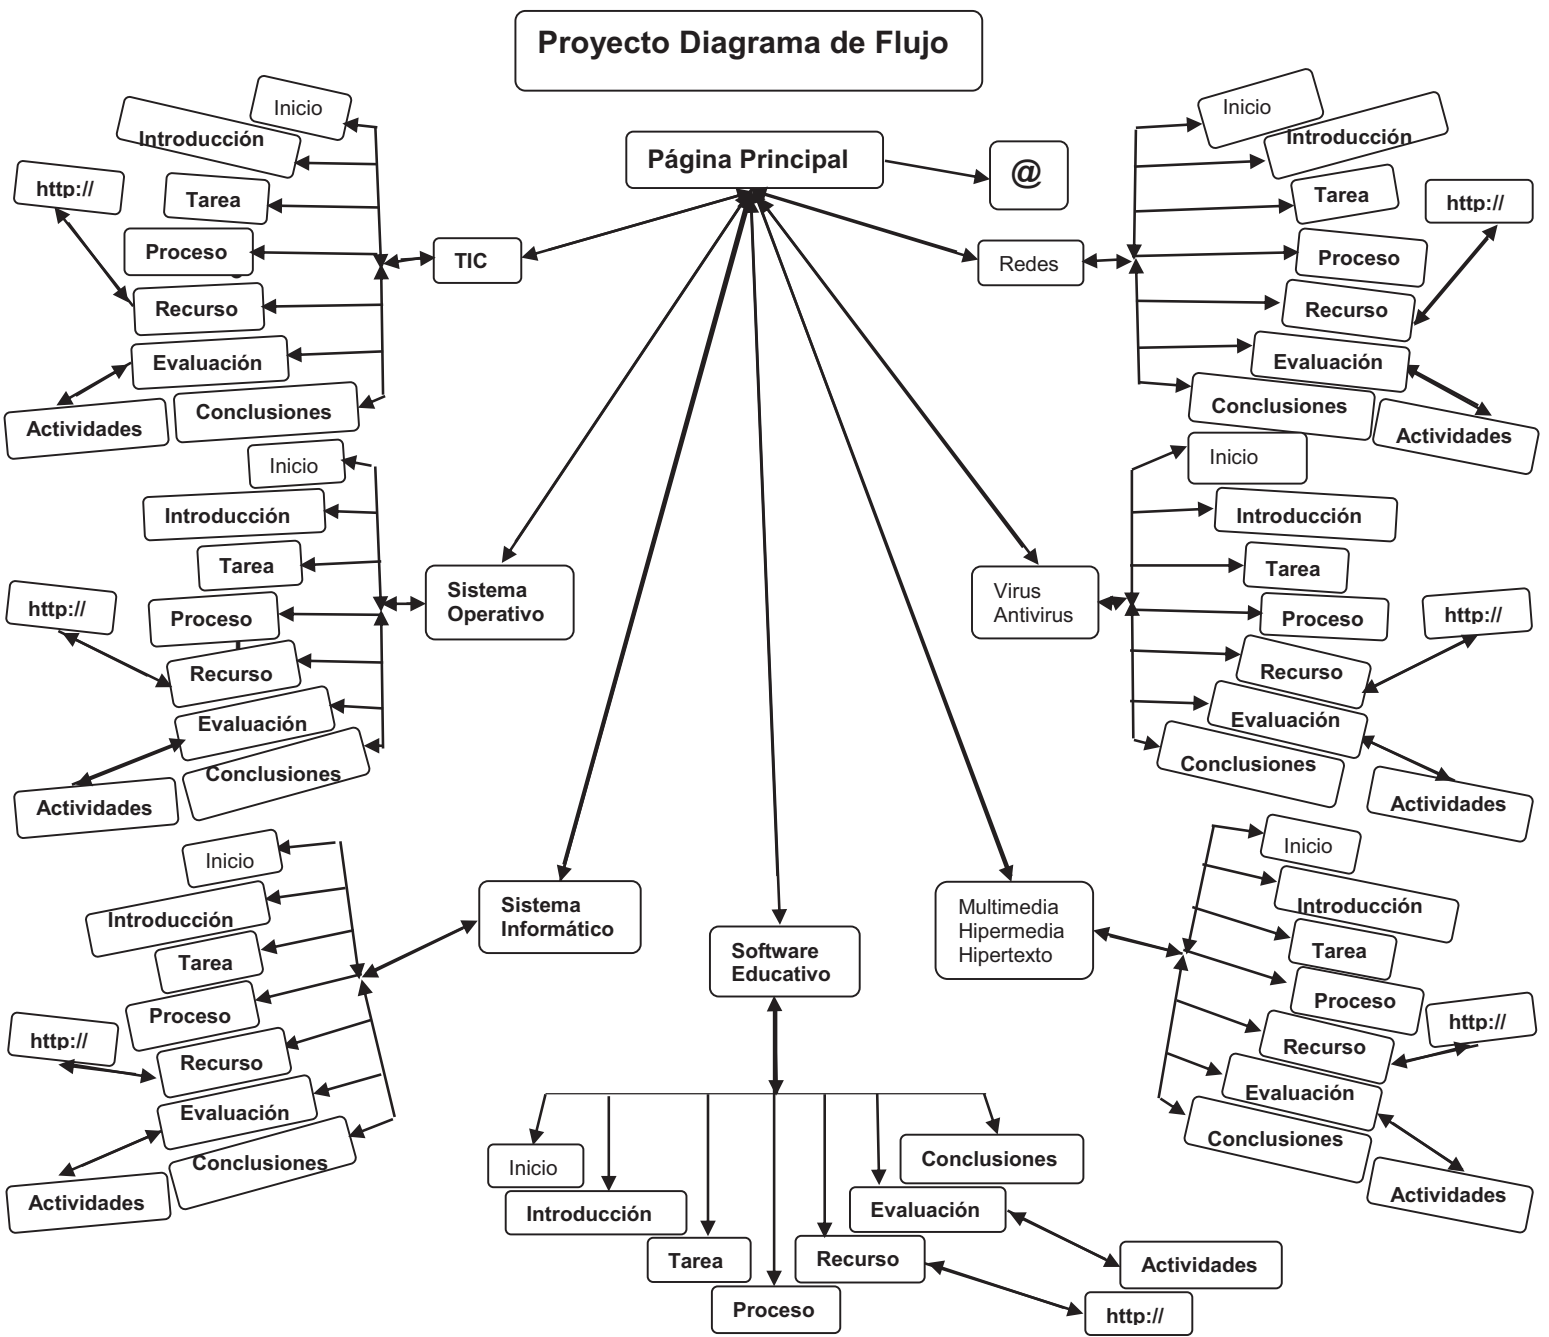 Proyecto Diagrama de Flujo
Página Principal
@
Inicio
Introducción
http://
Tarea
Proceso
TIC
Recurso
Evaluación
Actividades
Conclusiones
Inicio
Introducción
Tarea
http://
Redes
Proceso
Recurso
Evaluación
Conclusiones
Actividades
Inicio
Introducción
Tarea
http://
Proceso
Sistema
Operativo
Recurso
Evaluación
Conclusiones
Actividades
Inicio
Introducción
Tarea
Virus
Antivirus
Proceso
http://
Recurso
Evaluación
Conclusiones
Actividades
Inicio
Introducción
Sistema
Informático
Tarea
Proceso
http://
Recurso
Evaluación
Conclusiones
Actividades
Software
Educativo
Multimedia
Hipermedia
Hipertexto
Inicio
Introducción
Tarea
Proceso
http://
Recurso
Evaluación
Conclusiones
Actividades
Inicio
Introducción
Tarea
Proceso
Recurso
Evaluación
Conclusiones
Actividades
http://